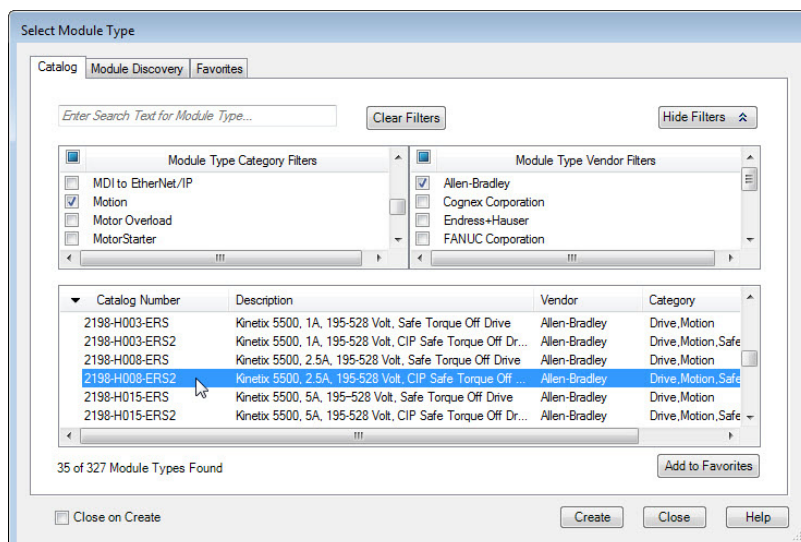 Select Module Type
Catalog Module Discovery Favorites
Enter Search Text for Module Type... Clear Filters Hide Filters
Module Type Category Filters Module Type Vendor Filters
MDI to EtherNet/IP Allen-Bradley
Motion Cognex Corporation
Motor Overload Endress+Hauser
MotorStarter FANUC Corporation
Catalog Number Description Vendor Category
2198-H003-ERS Kinetix 5500, 1A, 195-528 Volt, Safe Torque Off Drive Allen-Bradley Drive,Motion
2198-H003-ERS2 Kinetix 5500, 1A, 195-528 Volt, CIP Safe Torque Off Dr... Allen-Bradley Drive,Motion,Safe
2198-H008-ERS Kinetix 5500, 2.5A, 195-528 Volt, Safe Torque Off Drive Allen-Bradley Drive,Motion
2198-H008-ERS2 Kinetix 5500, 2.5A, 195-528 Volt, CIP Safe Torque Off ... Allen-Bradley Drive,Motion,Safe
2198-H015-ERS Kinetix 5500, 5A, 195-528 Volt, Safe Torque Off Drive Allen-Bradley Drive,Motion
2198-H015-ERS2 Kinetix 5500, 5A, 195-528 Volt, CIP Safe Torque Off Dr... Allen-Bradley Drive,Motion,Safe
35 of 327 Module Types Found Add to Favorites
Close on Create Create Close Help